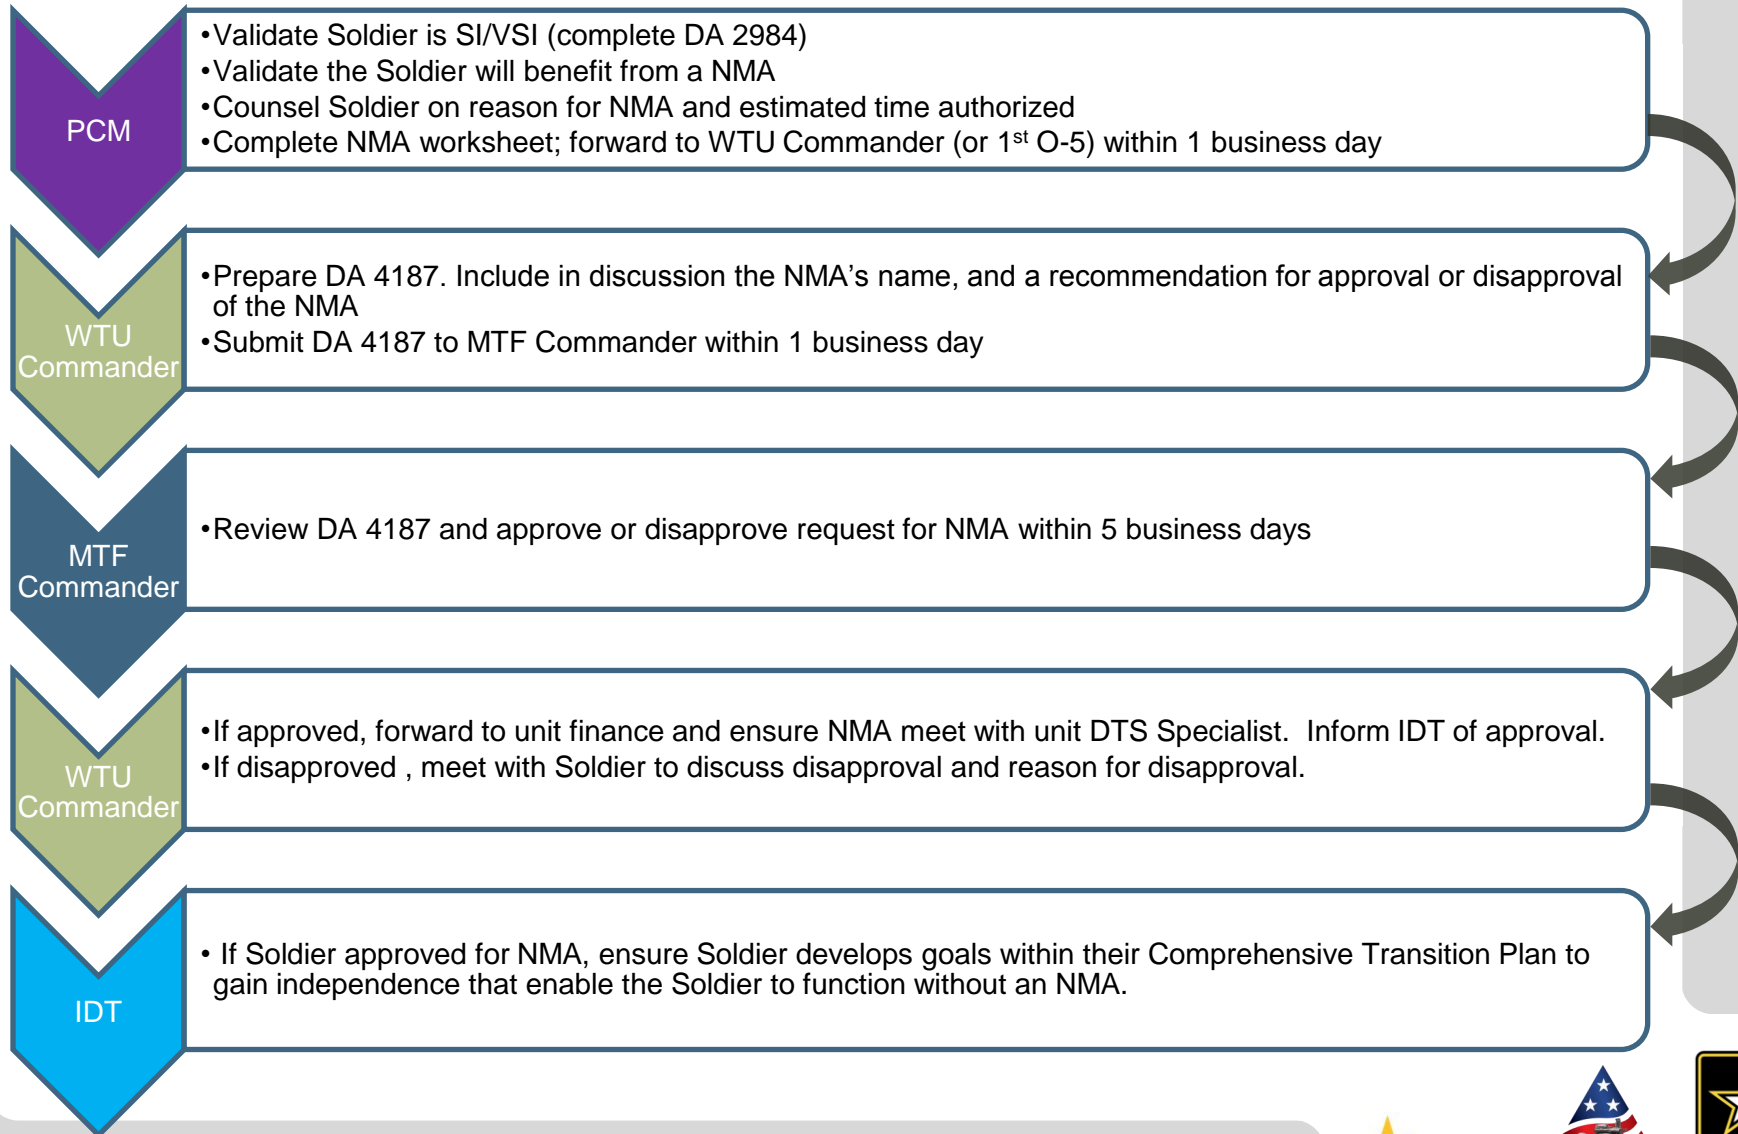 PCM
•Validate Soldier is SI/VSI (complete DA 2984)
•Validate the Soldier will benefit from a NMA
•Counsel Soldier on reason for NMA and estimated time authorized
•Complete NMA worksheet; forward to WTU Commander (or 1st O-5) within 1 business day
WTU
Commander
•Prepare DA 4187. Include in discussion the NMA’s name, and a recommendation for approval or disapproval
of the NMA
•Submit DA 4187 to MTF Commander within 1 business day
MTF
Commander
•Review DA 4187 and approve or disapprove request for NMA within 5 business days
WTU
Commander
•If approved, forward to unit finance and ensure NMA meet with unit DTS Specialist.  Inform IDT of approval.
•If disapproved , meet with Soldier to discuss disapproval and reason for disapproval.
IDT
• If Soldier approved for NMA, ensure Soldier develops goals within their Comprehensive Transition Plan to
gain independence that enable the Soldier to function without an NMA.